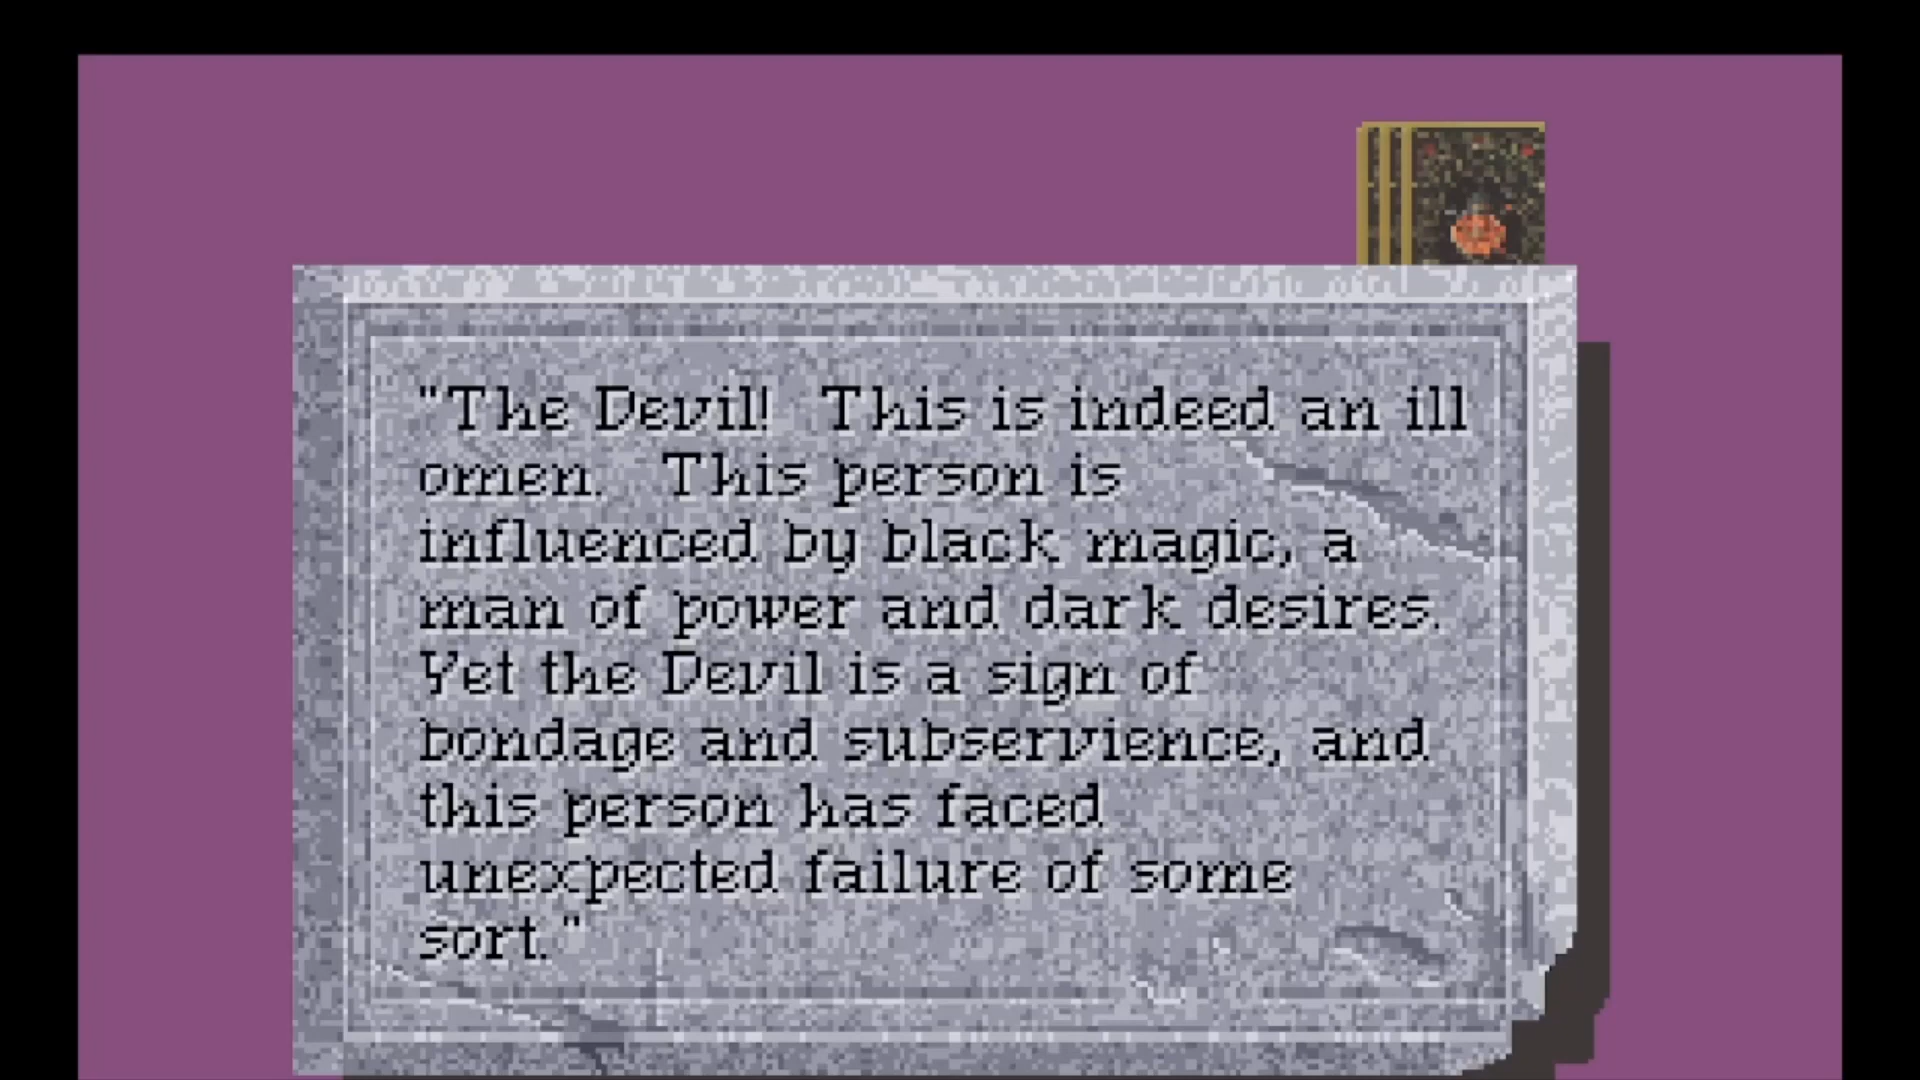 "The Devil!  This is indeed an ill
omen.  This person is
influenced by black magic, a
man of power and dark desires.
Yet the Devil is a sign of
bondage and subservience, and
this person has faced
unexpected failure of some
sort."